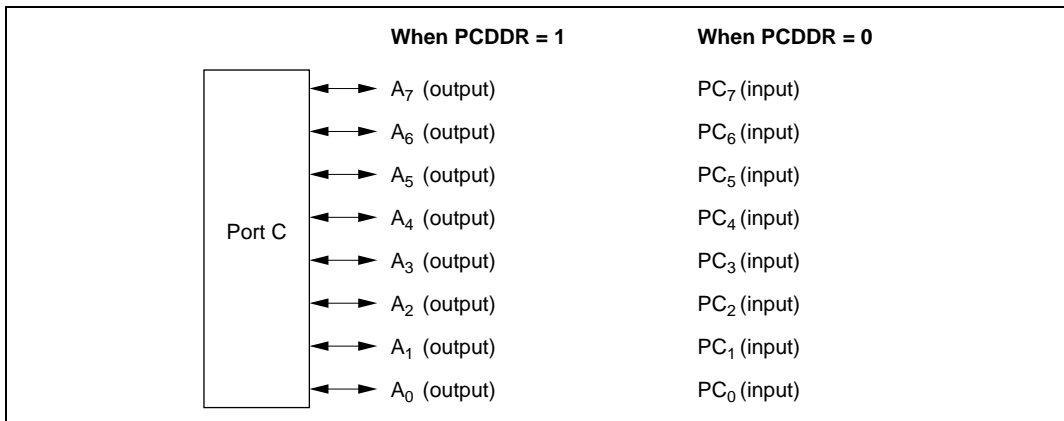 When PCDDR = 1 When PCDDR = 0
A7 (output) PC7 (input)
A6 (output) PC6 (input)
A5 (output) PC5 (input)
Port C A4 (output) PC4 (input)
A3 (output) PC3 (input)
A2 (output) PC2 (input)
A1 (output) PC1 (input)
A0 (output) PC0 (input)